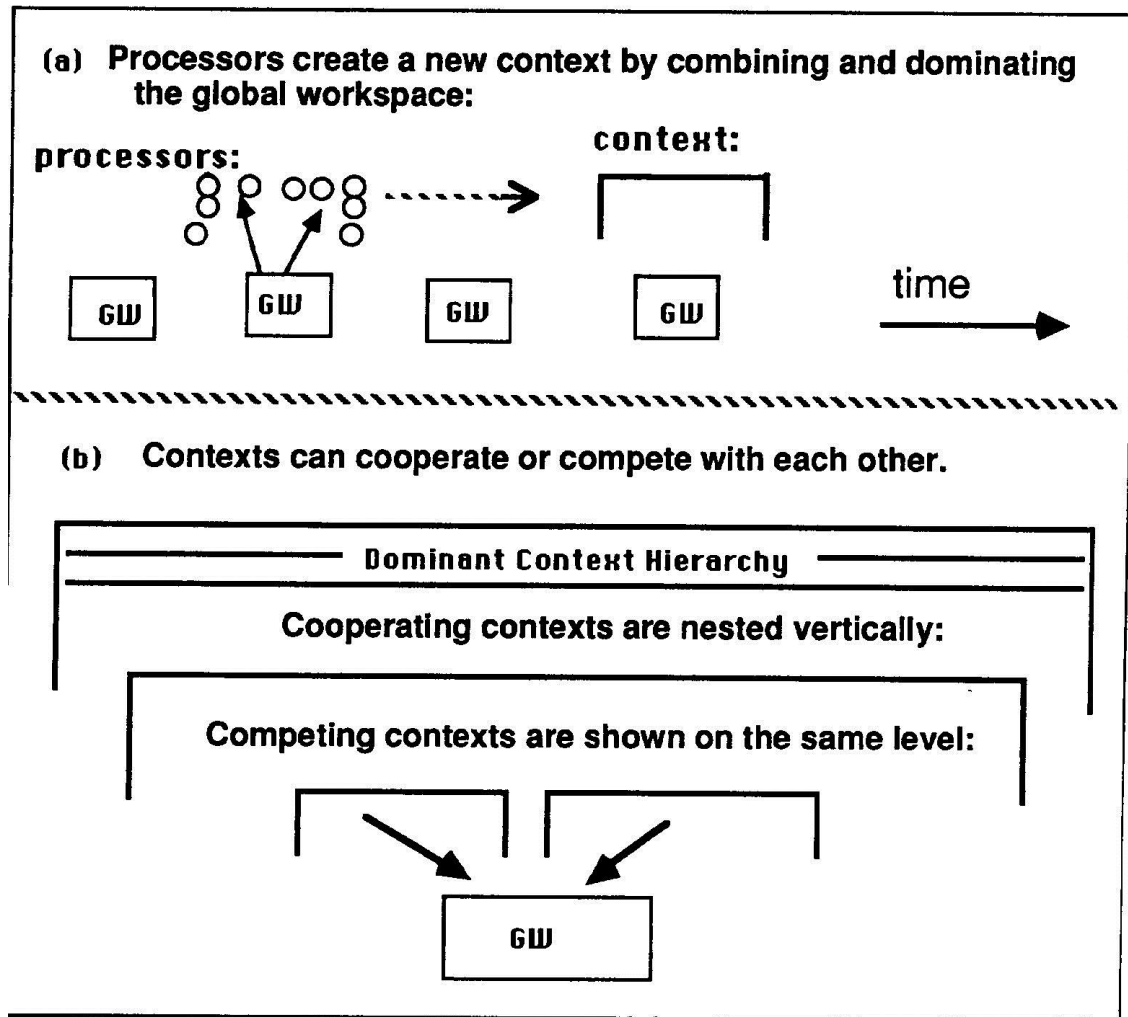 (a) Processors create a new context by combining and dominating
the global workspace:
context:
processors:
GW
GW
GW
GW
time
(b) Contexts can cooperate or compete with each other.
Dominant Context Hierarchy
Cooperating contexts are nested vertically:
Competing contexts are shown on the same level:
GW